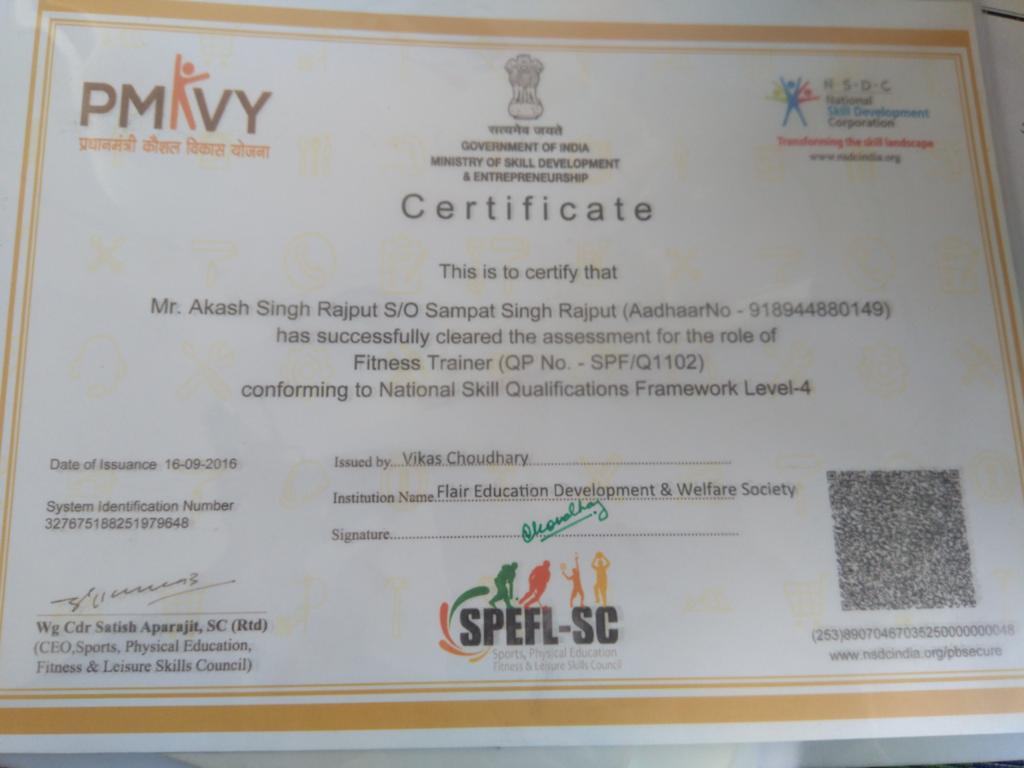 PMKVY
प्रधानमंत्री कौशल विकास योजना
सत्यमेव जयते
GOVERNMENT OF INDIA
MINISTRY OF SKILL DEVELOPMENT
& ENTREPRENEURSHIP
N·S·D·C
National
Skill Development
Corporation
Transforming the skill landscape
www.nsdcindia.org
Certificate
This is to certify that
Mr. Akash Singh Rajput S/O Sampat Singh Rajput (AadhaarNo - 918944880149)
has successfully cleared the assessment for the role of
Fitness Trainer (QP No. - SPF/Q1102)
conforming to National Skill Qualifications Framework Level-4
Date of Issuance 16-09-2016
System Identification Number
327675188251979648
Issued by...Vikas Choudhary
Institution Name.Flair Education Development & Welfare Society
Signature......Choudhary
Wg Cdr Satish Aparajit, SC (Rtd)
(CEO,Sports, Physical Education,
Fitness & Leisure Skills Council)
SPEFL-SC
Sports, Physical Education
Fitness & Leisure Skills Council
(253)89070467035250000000048
www.nsdcindia.org/pbsecure